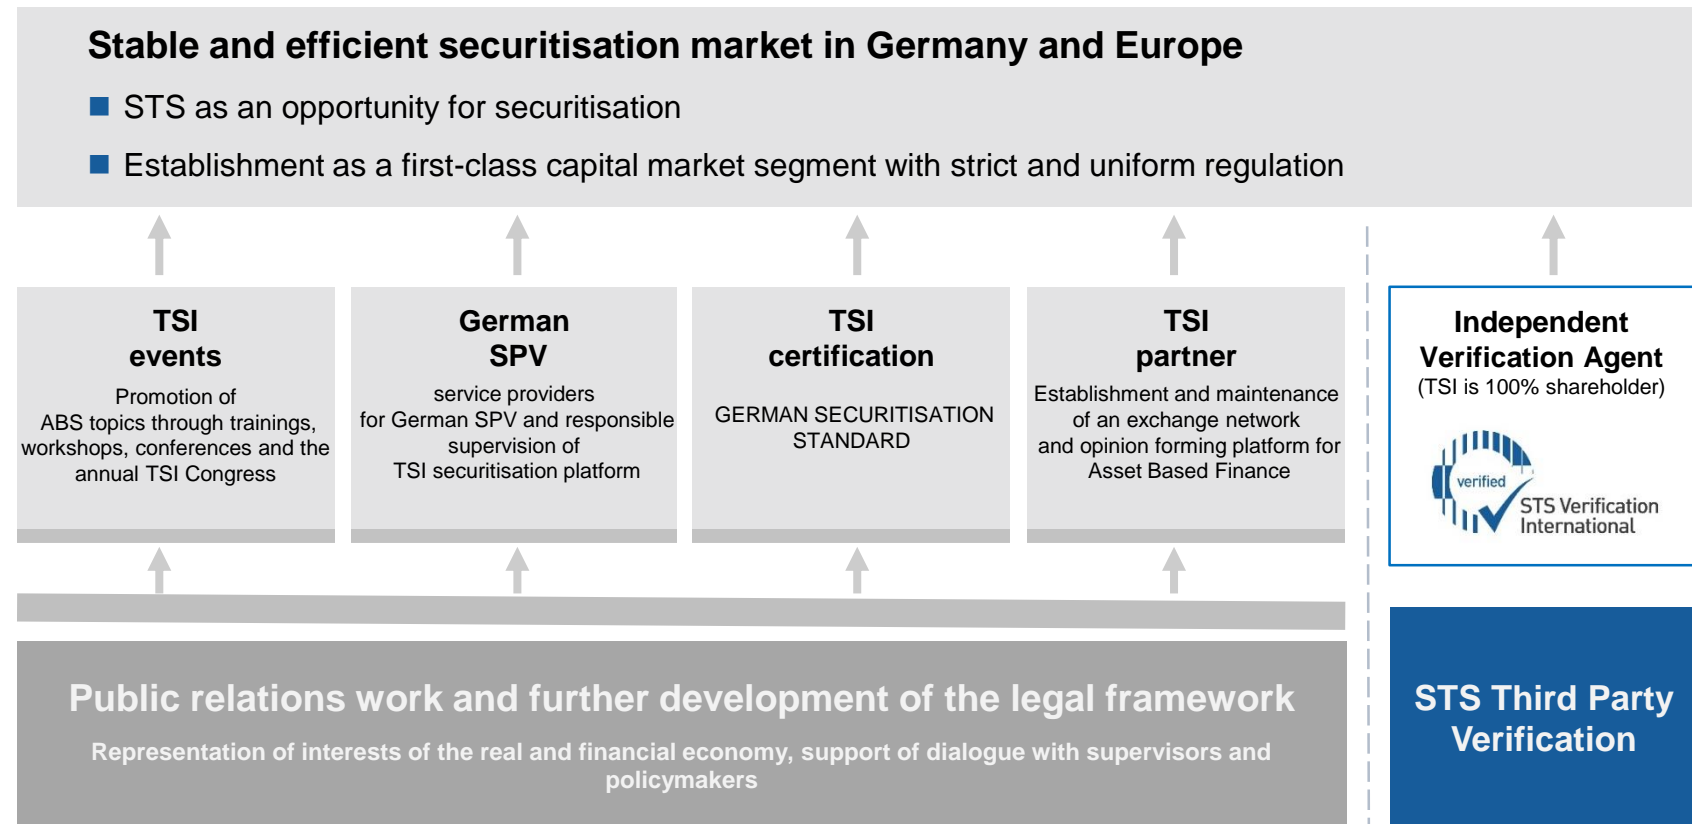 Stable and efficient securitisation market in Germany and Europe
STS as an opportunity for securitisation
Establishment as a first-class capital market segment with strict and uniform regulation
TSI
events
Promotion of
ABS topics through trainings,
workshops, conferences and the
annual TSI Congress
German
SPV
service providers
for German SPV and responsible
supervision of
TSI securitisation platform
TSI
certification
GERMAN SECURITISATION
STANDARD
TSI
partner
Establishment and maintenance
of an exchange network
and opinion forming platform for
Asset Based Finance
Independent
Verification Agent
(TSI is 100% shareholder)
verified
STS Verification
International
Public relations work and further development of the legal framework
Representation of interests of the real and financial economy, support of dialogue with supervisors and
policymakers
STS Third Party
Verification